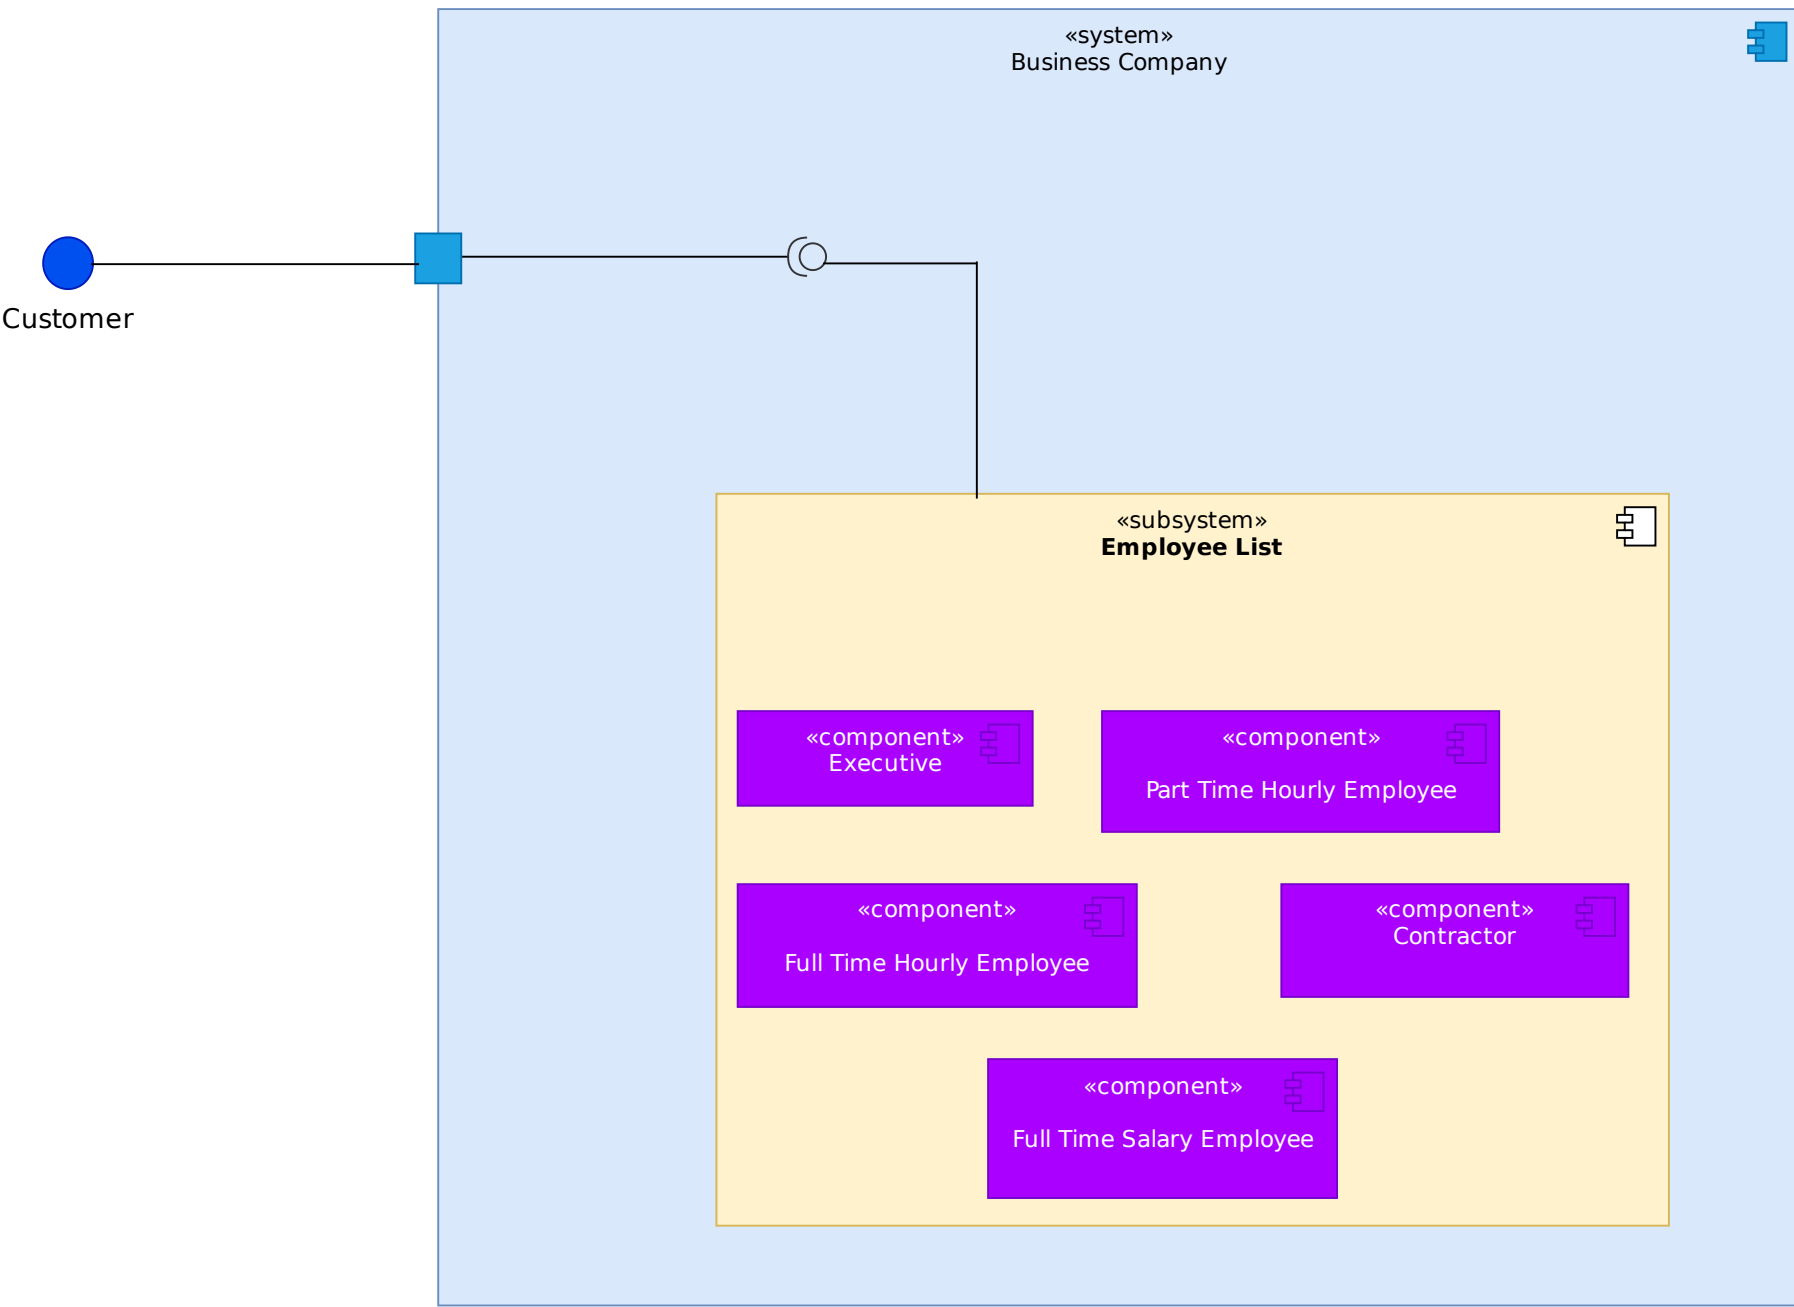 «system»
Business Company
Customer
«subsystem»
Employee List
«component»
Executive
«component»
Part Time Hourly Employee
«component»
Full Time Hourly Employee
«component»
Contractor
«component»
Full Time Salary Employee